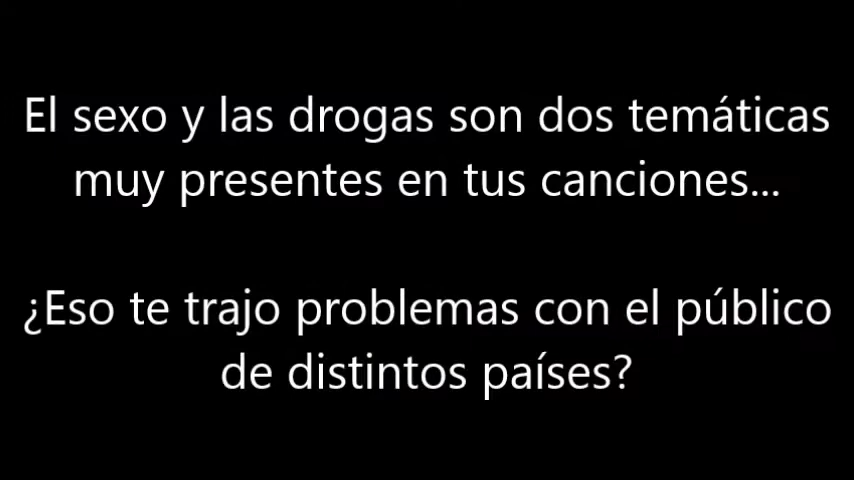 El sexo y las drogas son dos temáticas
muy presentes en tus canciones...
¿Eso te trajo problemas con el público
de distintos países?